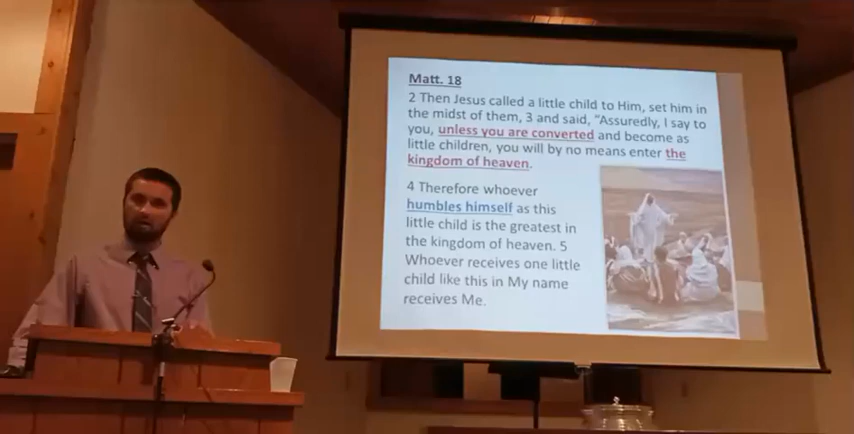 Matt. 18
2 Then Jesus called a little child to Him, set him in
the midst of them, 3 and said, “Assuredly, I say to
you, unless you are converted and become as
little children, you will by no means enter the
kingdom of heaven.
4 Therefore whoever
humbles himself as this
little child is the greatest in
the kingdom of heaven. 5
Whoever receives one little
child like this in My name
receives Me.